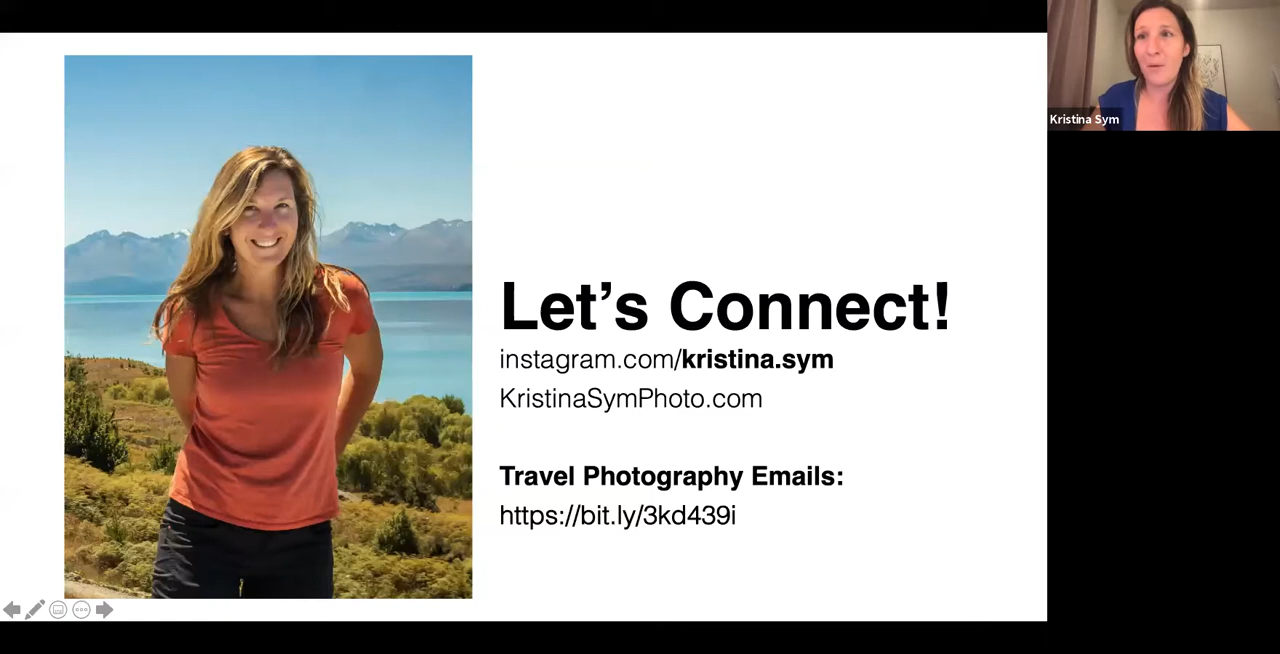 Let’s Connect!
instagram.com/kristina.sym
KristinaSymPhoto.com
Travel Photography Emails:
https://bit.ly/3kd439i
Kristina Sym